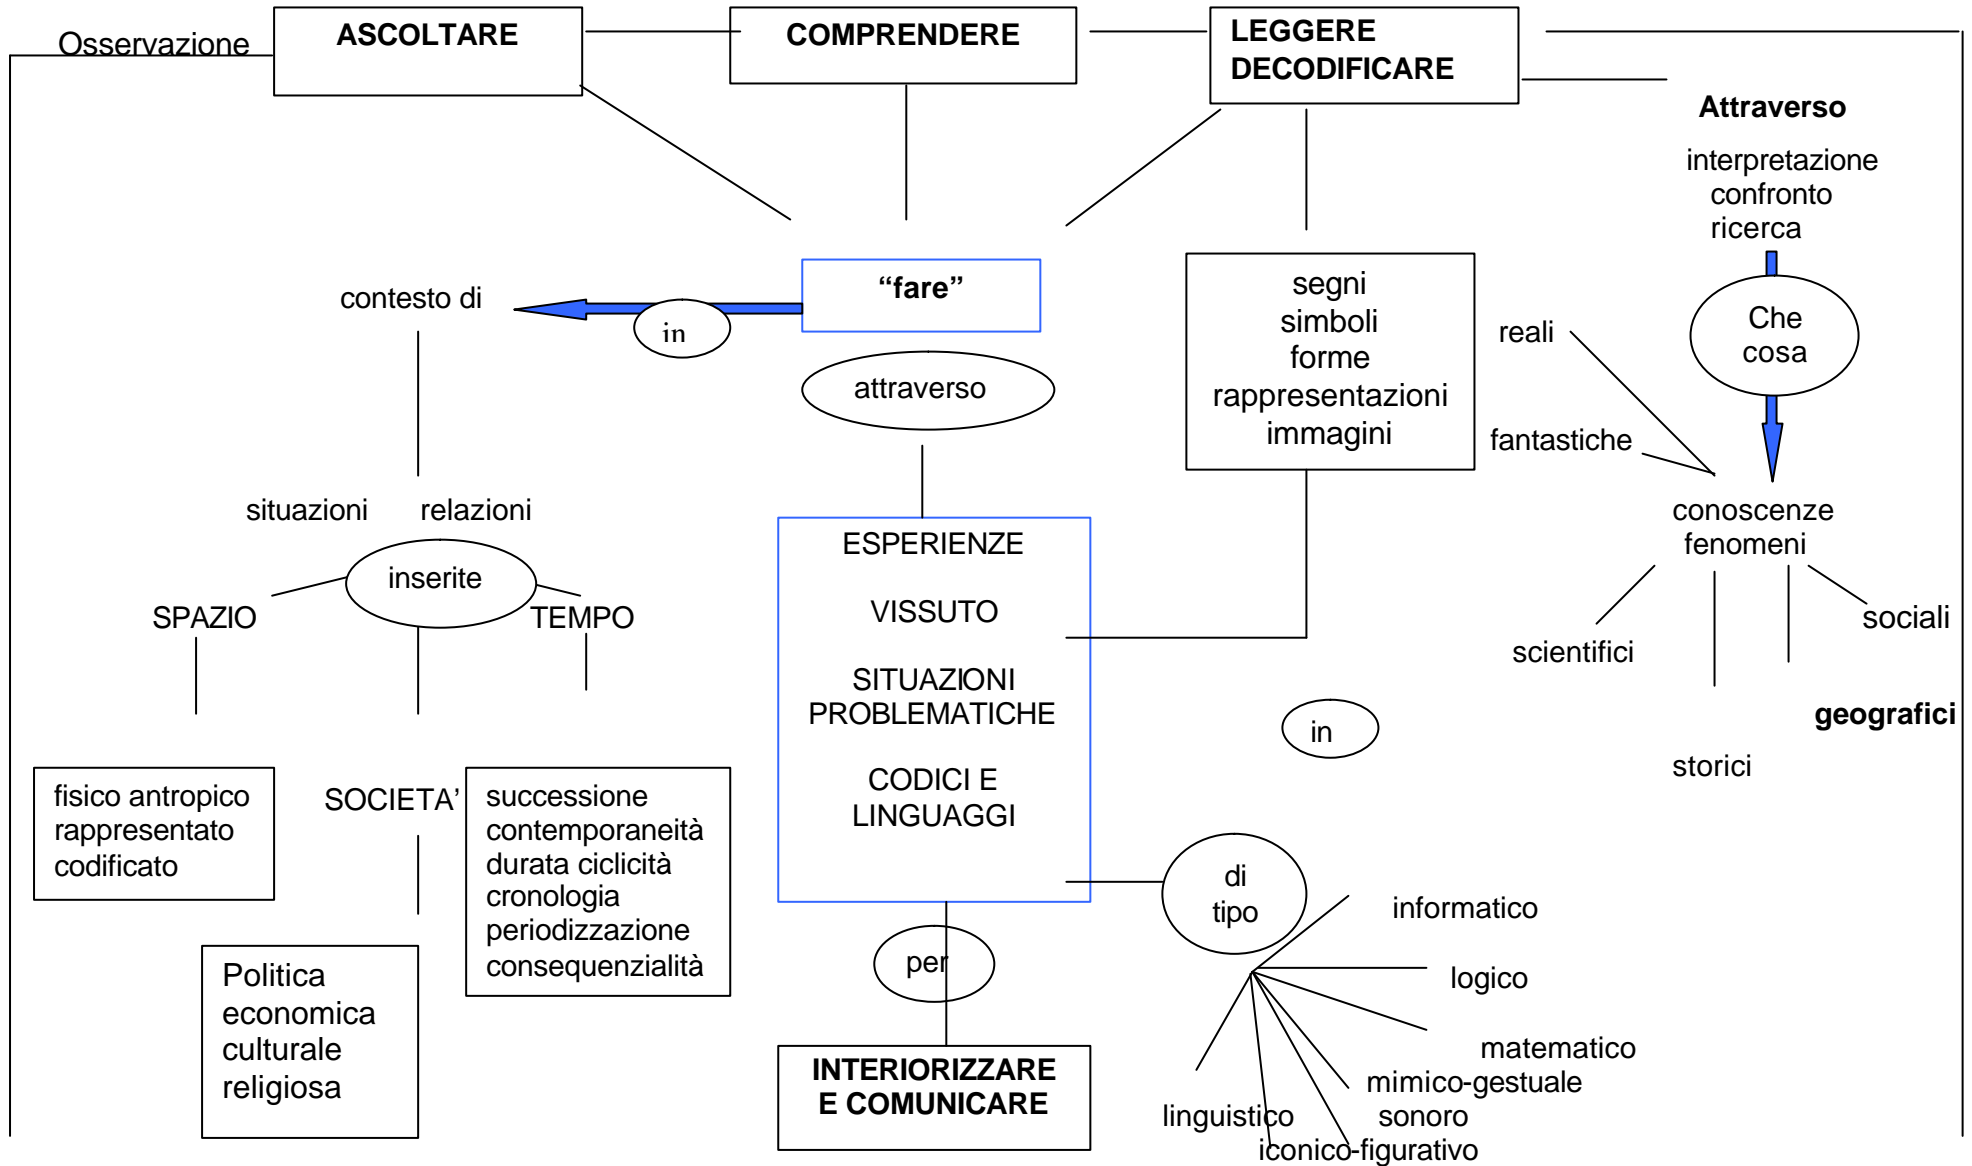 Osservazione
ASCOLTARE
COMPRENDERE
LEGGERE
DECODIFICARE
Attraverso
interpretazione
confronto
ricerca
“fare”
contesto di
in
attraverso
segni
simboli
forme
rappresentazioni
immagini
reali
fantastiche
Che
cosa
conoscenze
fenomeni
scientifici
sociali
geografici
storici
situazioni relazioni
inserite
SPAZIO
TEMPO
fisico antropico
rappresentato
codificato
SOCIETA’
successione
contemporaneità
durata ciclicità
cronologia
periodizzazione
consequenzialità
Politica
economica
culturale
religiosa
ESPERIENZE
VISSUTO
SITUAZIONI
PROBLEMATICHE
CODICI E
LINGUAGGI
in
di
tipo
informatico
logico
matematico
mimico-gestuale
sonoro
iconico-figurativo
linguistico
per
INTERIORIZZARE
E COMUNICARE